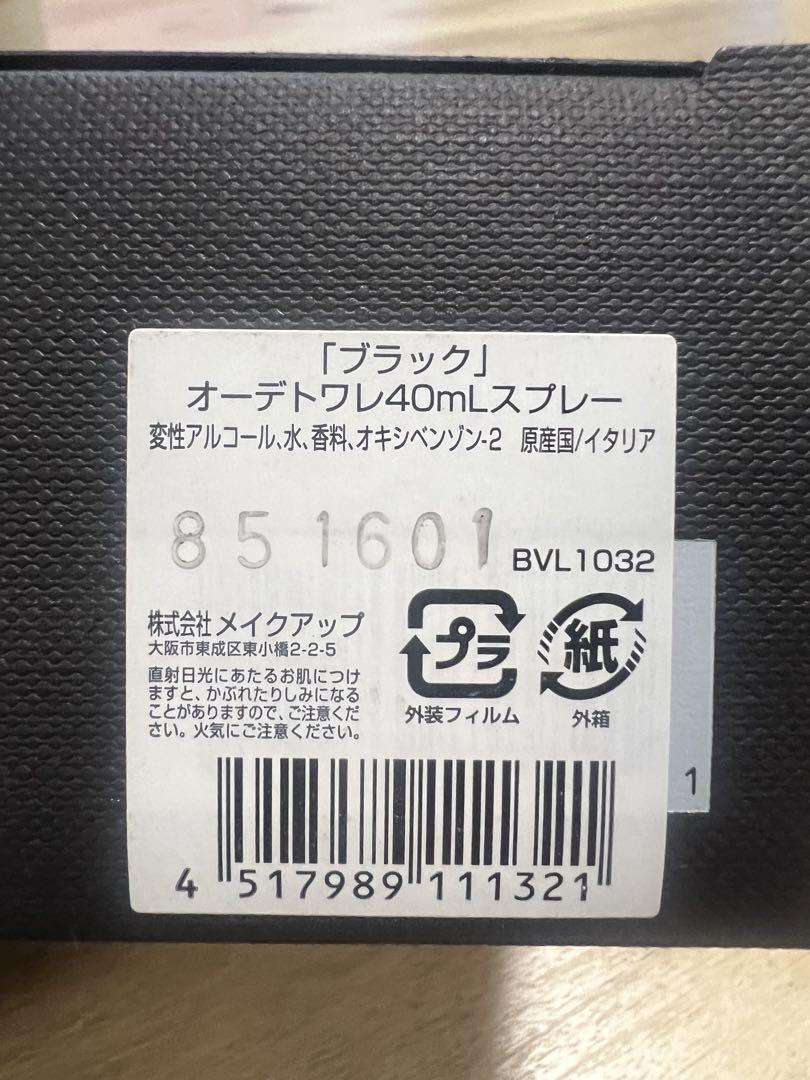 「ブラック」
オーデトワレ40mLスプレー
変性アルコール、水、香料、オキシベンゾン-2 原産国/イタリア
851601
BVL1032
株式会社 メイクアップ
大阪市東成区東小橋2-2-5
直射日光にあたるお肌につけ
ますと、かぶれたりしみになる
ことがありますので、ご注意くだ
さい。火気にご注意ください。
プラ
外装フィルム
紙
外箱
1
4 517989 111321